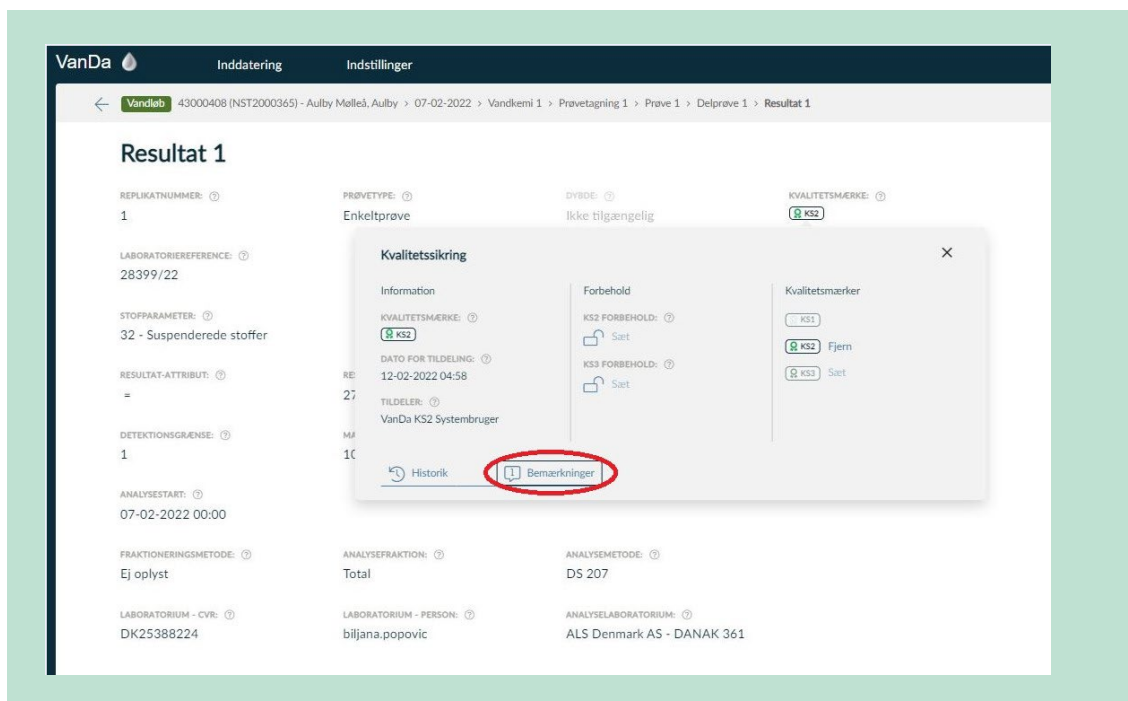 VanDa Inddatering Indstillinger
← Vandløb 43000408 (NST2000365) - Aulby Mølleå, Aulby > 07-02-2022 > Vandkemi 1 > Prøvetagning 1 > Prøve 1 > Delprøve 1 > Resultat 1
Resultat 1
REPLIKATNUMMER: PRØVETYPE: DYBDE: KVALITETSMÆRKE:
1 Enkeltprøve Ikke tilgængelig KS2
LABORATORIEREFERENCE:
28399/22
STOFPARAMETER:
32 - Suspenderede stoffer
RESULTAT-ATTRIBUT: RE
= 27
DETEKTIONSGRÆNSE: MA
1 10
Kvalitetssikring
Information Forbehold Kvalitetsmærker
KVALITETSMÆRKE: KS2 FORBEHOLD: KS1
KS2 Sæt KS2 Fjern
DATO FOR TILDELING: KS3 FORBEHOLD: KS3 Sæt
12-02-2022 04:58 Sæt
TILDELER:
VanDa KS2 Systembruger
Historik 1 Bemærkninger
ANALYSESTART:
07-02-2022 00:00
FRAKTIONERINGSMETODE: ANALYSEFRAKTION: ANALYSEMETODE:
Ej oplyst Total DS 207
LABORATORIUM - CVR: LABORATORIUM - PERSON: ANALYSELABORATORIUM:
DK25388224 biljana.popovic ALS Denmark AS - DANAK 361